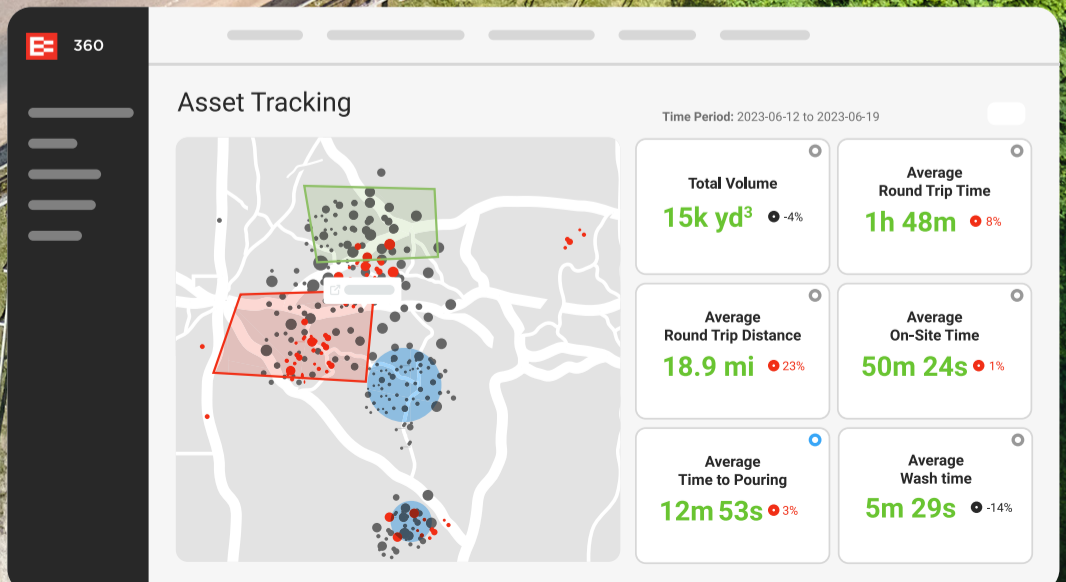 360
Asset Tracking
Time Period: 2023-06-12 to 2023-06-19
Total Volume
15k yd³ -4%
Average
Round Trip Time
1h 48m 8%
Average
Round Trip Distance
18.9 mi 23%
Average
On-Site Time
50m 24s 1%
Average
Time to Pouring
12m 53s 3%
Average
Wash time
5m 29s -14%